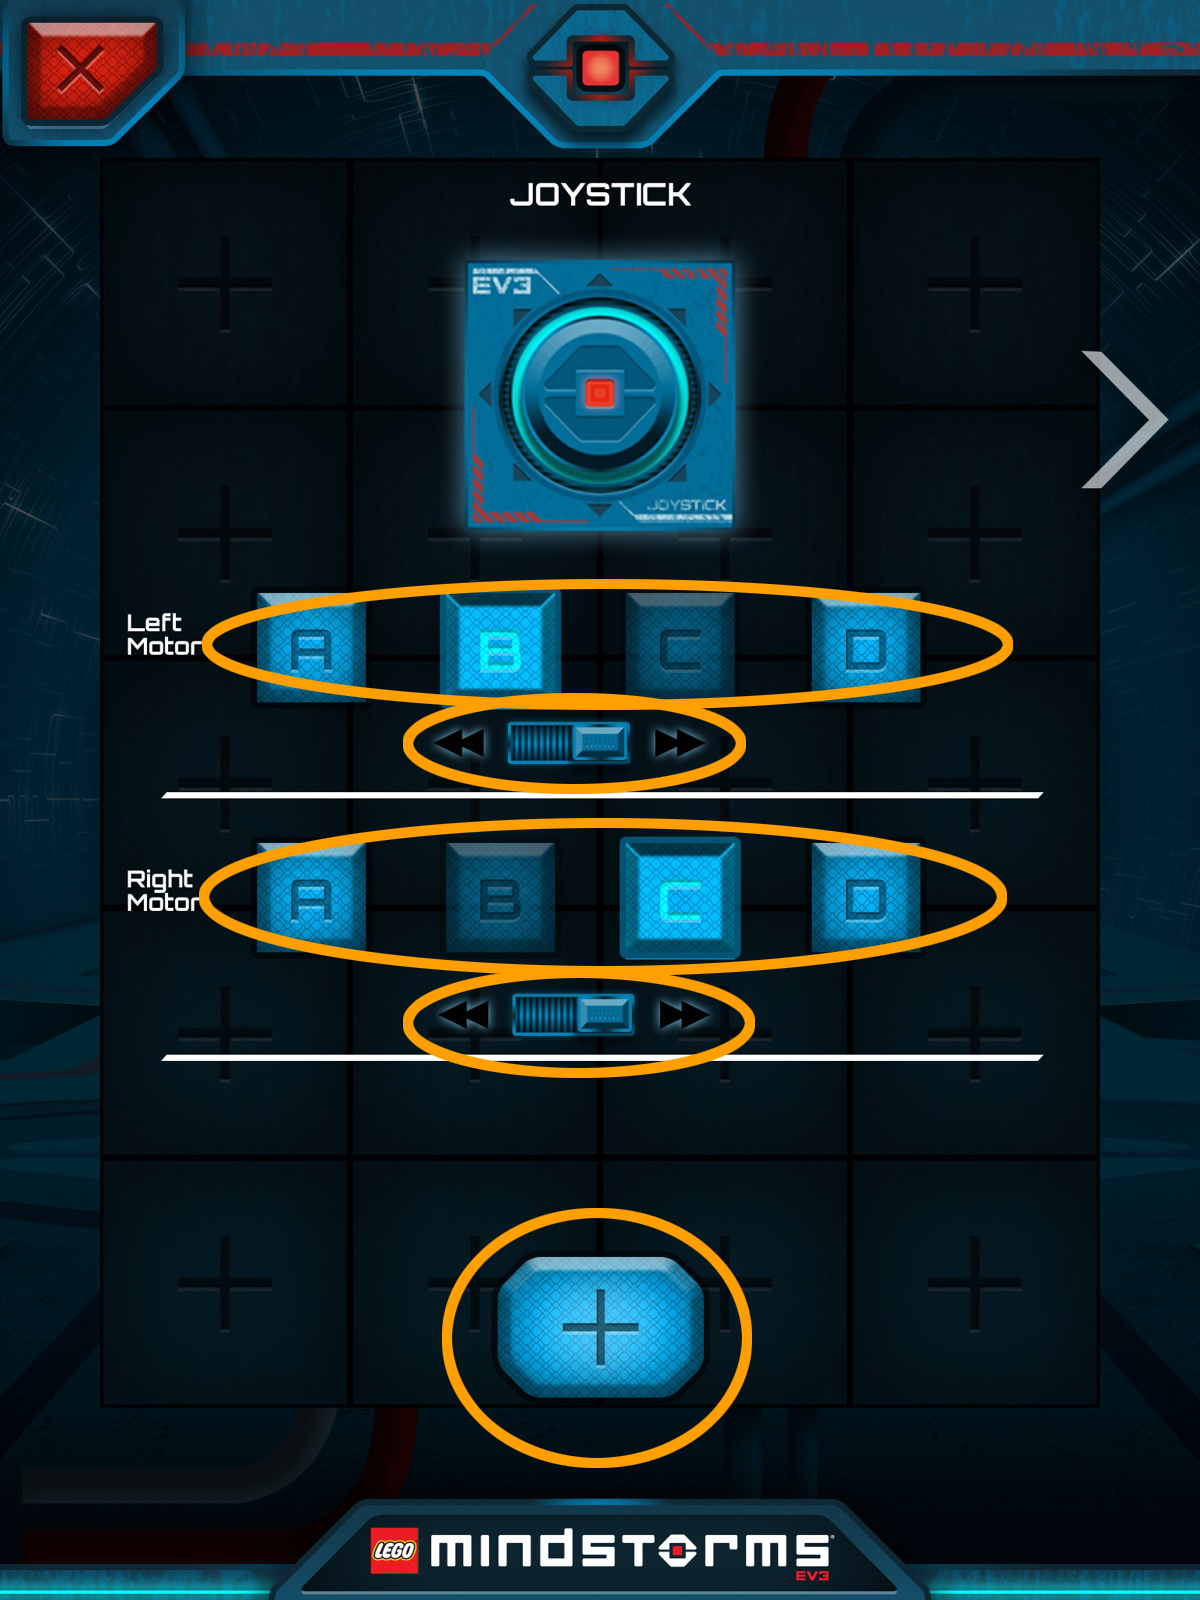 JOYSTICK
EV3
JOYSTICK
Left
Motor
A B C D
Right
Motor
A B C D
LEGO mindstorms
EV3